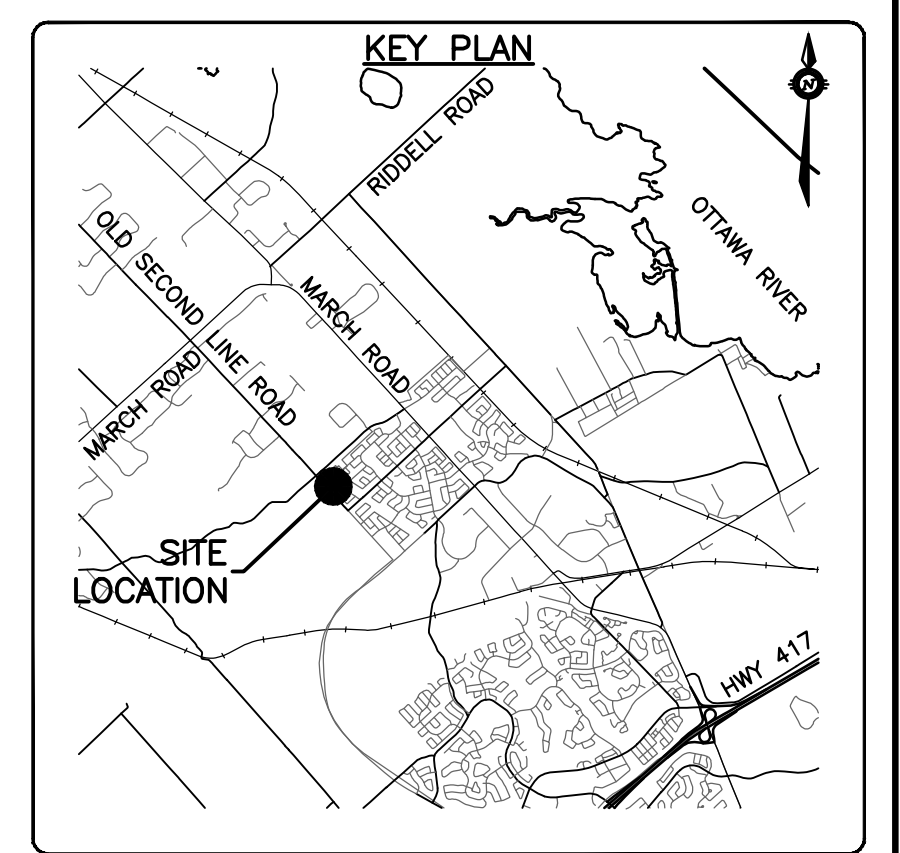 KEY PLAN
N
RIDDELL ROAD
OTTAWA RIVER
OLD SECOND LINE ROAD
MARCH ROAD
MARCH ROAD
SITE
LOCATION
HWY 417